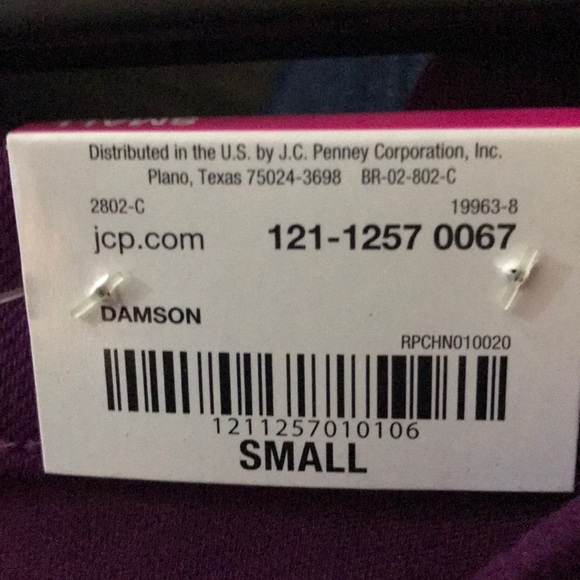 SMALL
Distributed in the U.S. by J.C. Penney Corporation, Inc.
Plano, Texas 75024-3698 BR-02-802-C
2802-C 19963-8
jcp.com 121-1257 0067
DAMSON
RPCHN010020
1211257010106
SMALL